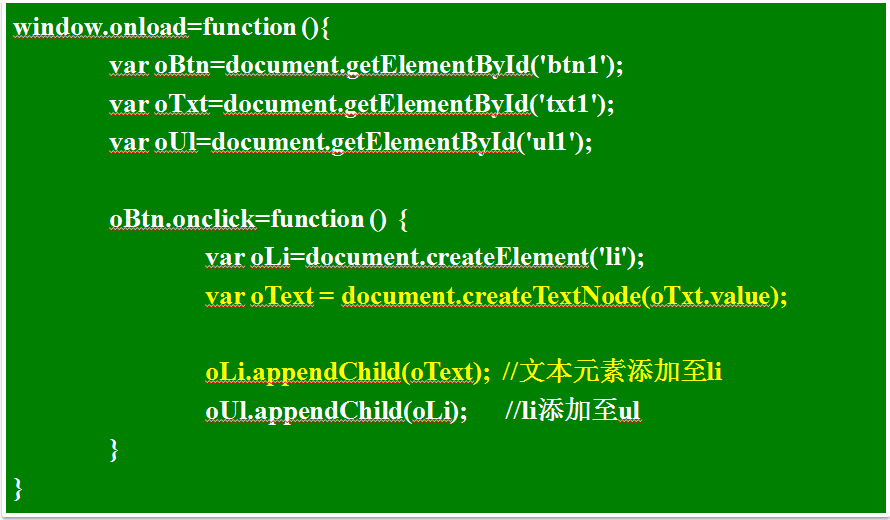 window.onload=function (){
var oBtn=document.getElementById('btn1');
var oTxt=document.getElementById('txt1');
var oUl=document.getElementById('ul1');
oBtn.onclick=function () {
var oLi=document.createElement('li');
var oText = document.createTextNode(oTxt.value);
oLi.appendChild(oText); //文本元素添加至li
oUl.appendChild(oLi); //li添加至ul
}
}